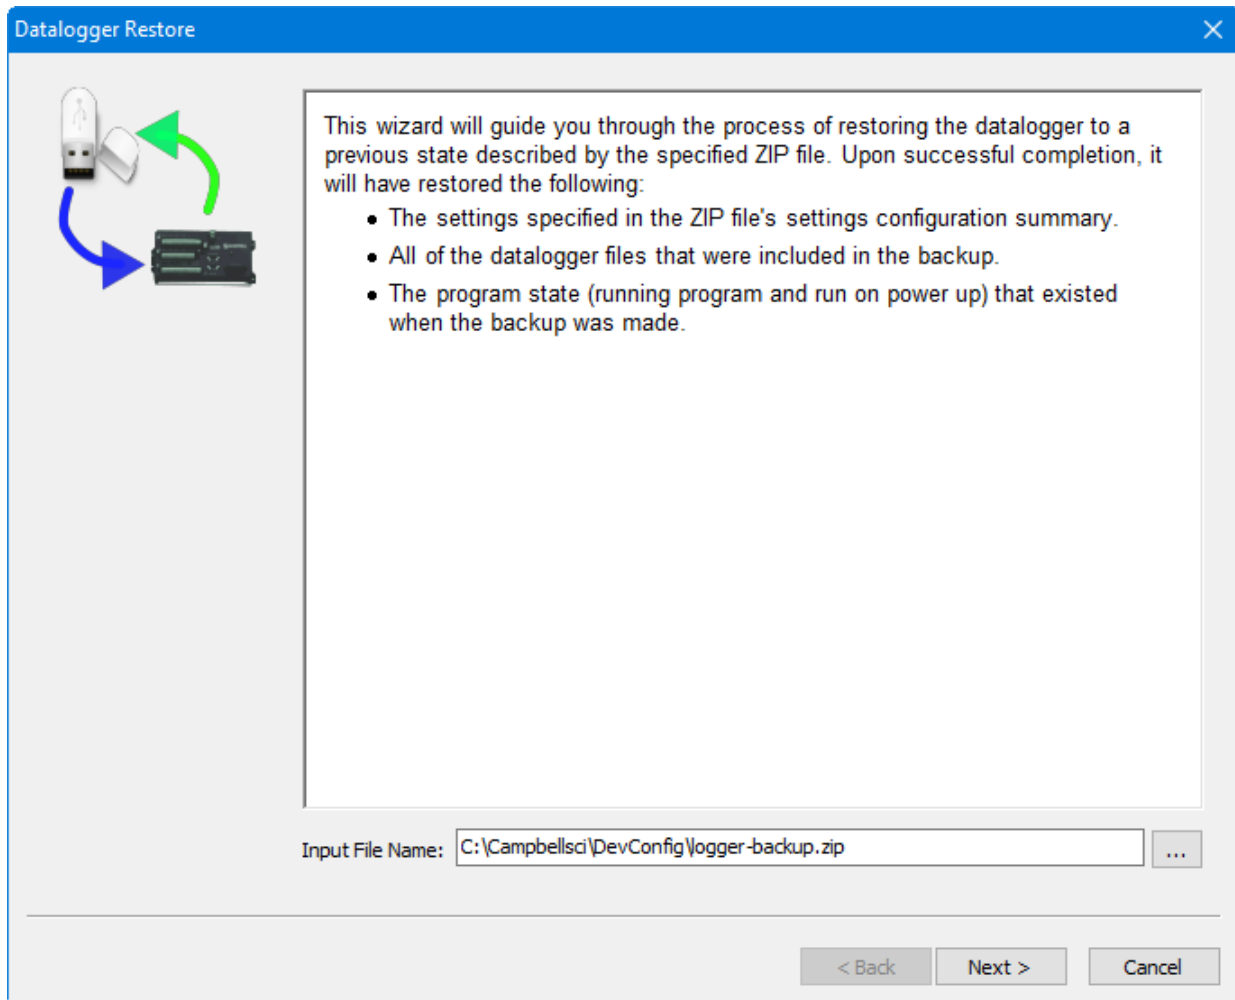 Datalogger Restore
This wizard will guide you through the process of restoring the datalogger to a
previous state described by the specified ZIP file. Upon successful completion, it
will have restored the following:
• The settings specified in the ZIP file's settings configuration summary.
• All of the datalogger files that were included in the backup.
• The program state (running program and run on power up) that existed
when the backup was made.
Input File Name: C:\Campbellsci\DevConfig\logger-backup.zip ...
< Back Next > Cancel